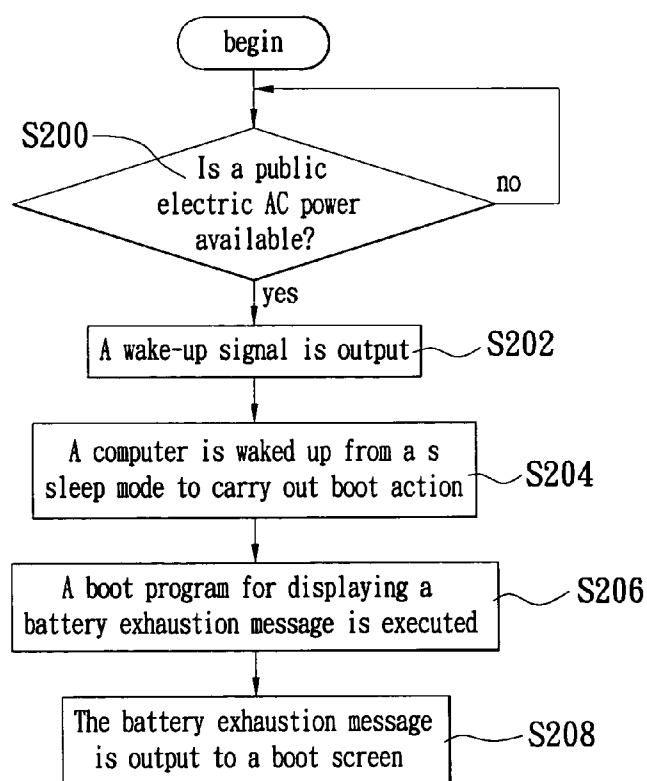 begin
S200
Is a public
electric AC power
available?
no
yes
A wake-up signal is output
S202
A computer is waked up from a s
sleep mode to carry out boot action
S204
A boot program for displaying a
battery exhaustion message is executed
S206
The battery exhaustion message
is output to a boot screen
S208